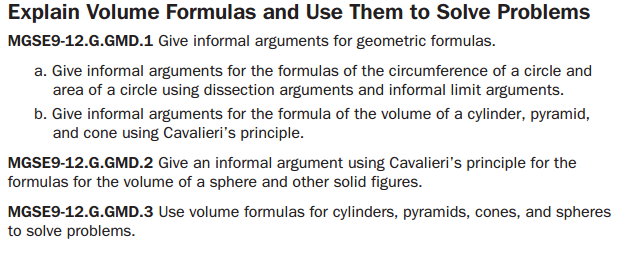 Explain Volume Formulas and Use Them to Solve Problems
MGSE9-12.G.GMD.1 Give informal arguments for geometric formulas.
a. Give informal arguments for the formulas of the circumference of a circle and
area of a circle using dissection arguments and informal limit arguments.
b. Give informal arguments for the formula of the volume of a cylinder, pyramid,
and cone using Cavalieri’s principle.
MGSE9-12.G.GMD.2 Give an informal argument using Cavalieri’s principle for the
formulas for the volume of a sphere and other solid figures.
MGSE9-12.G.GMD.3 Use volume formulas for cylinders, pyramids, cones, and spheres
to solve problems.